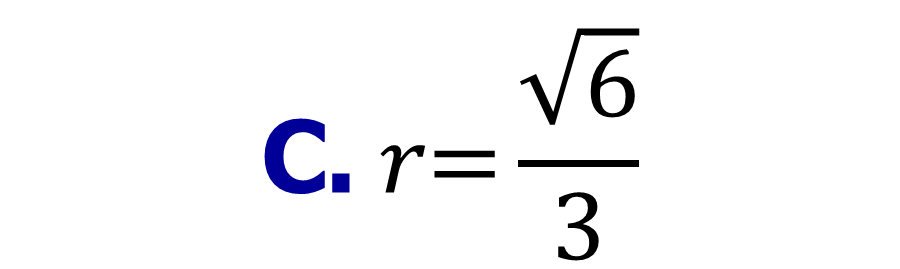 C. r = √6/3